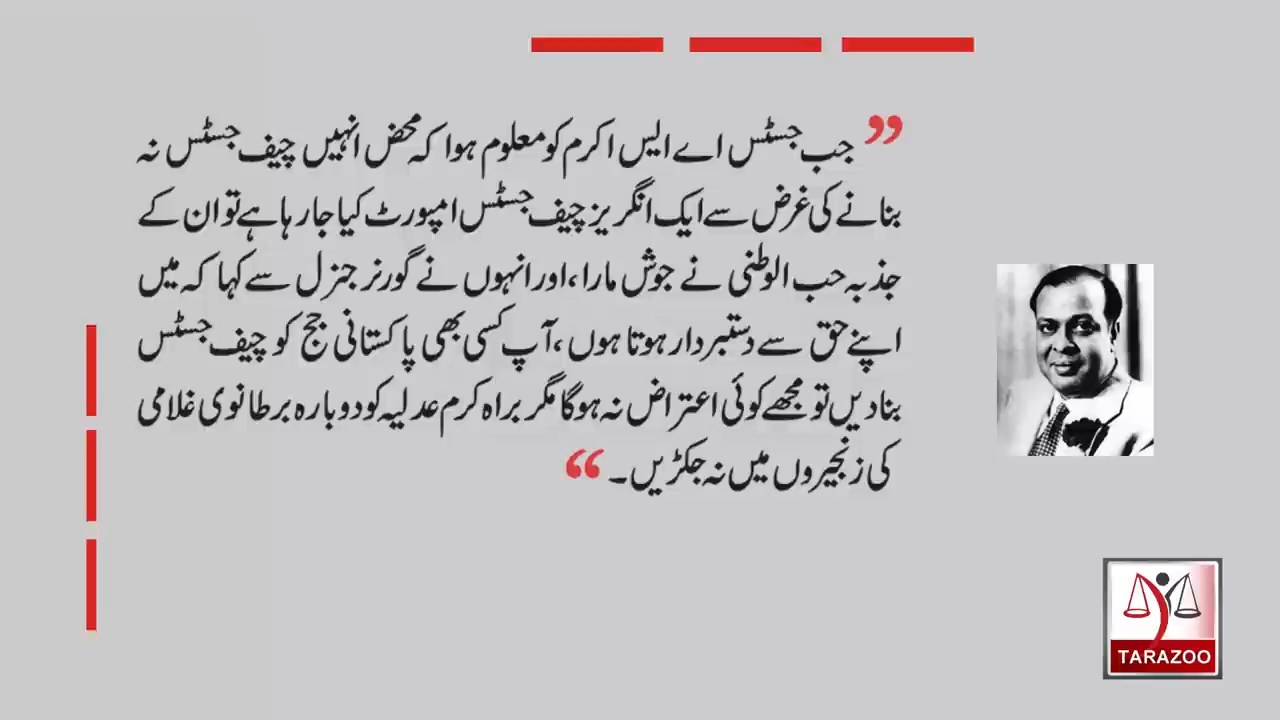 ”جب جسٹس اے ایس اکرم کو معلوم ہوا کہ محض انہیں چیف جسٹس نہ
بنانے کی غرض سے ایک انگریز چیف جسٹس امپورٹ کیا جا رہا ہے تو ان کے
جذبہ حب الوطنی نے جوش مارا، اور انہوں نے گورنر جنرل سے کہا کہ میں
اپنے حق سے دستبردار ہوتا ہوں، آپ کسی بھی پاکستانی جج کو چیف جسٹس
بنا دیں تو مجھے کوئی اعتراض نہ ہوگا مگر براہ کرم عدلیہ کو دوبارہ برطانوی غلامی
کی زنجیروں میں نہ جکڑیں۔“
TARAZOO